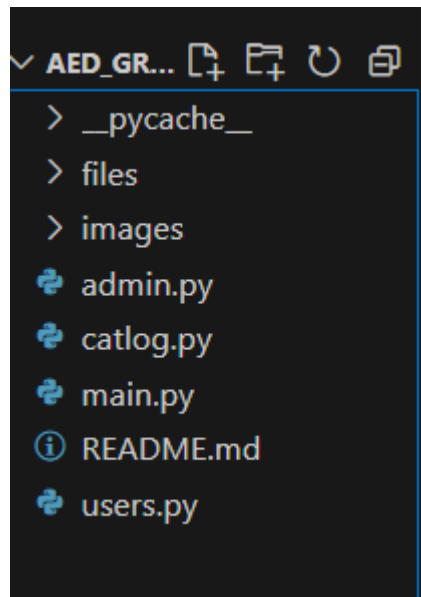 AED_GR...
__pycache__
files
images
admin.py
catlog.py
main.py
README.md
users.py